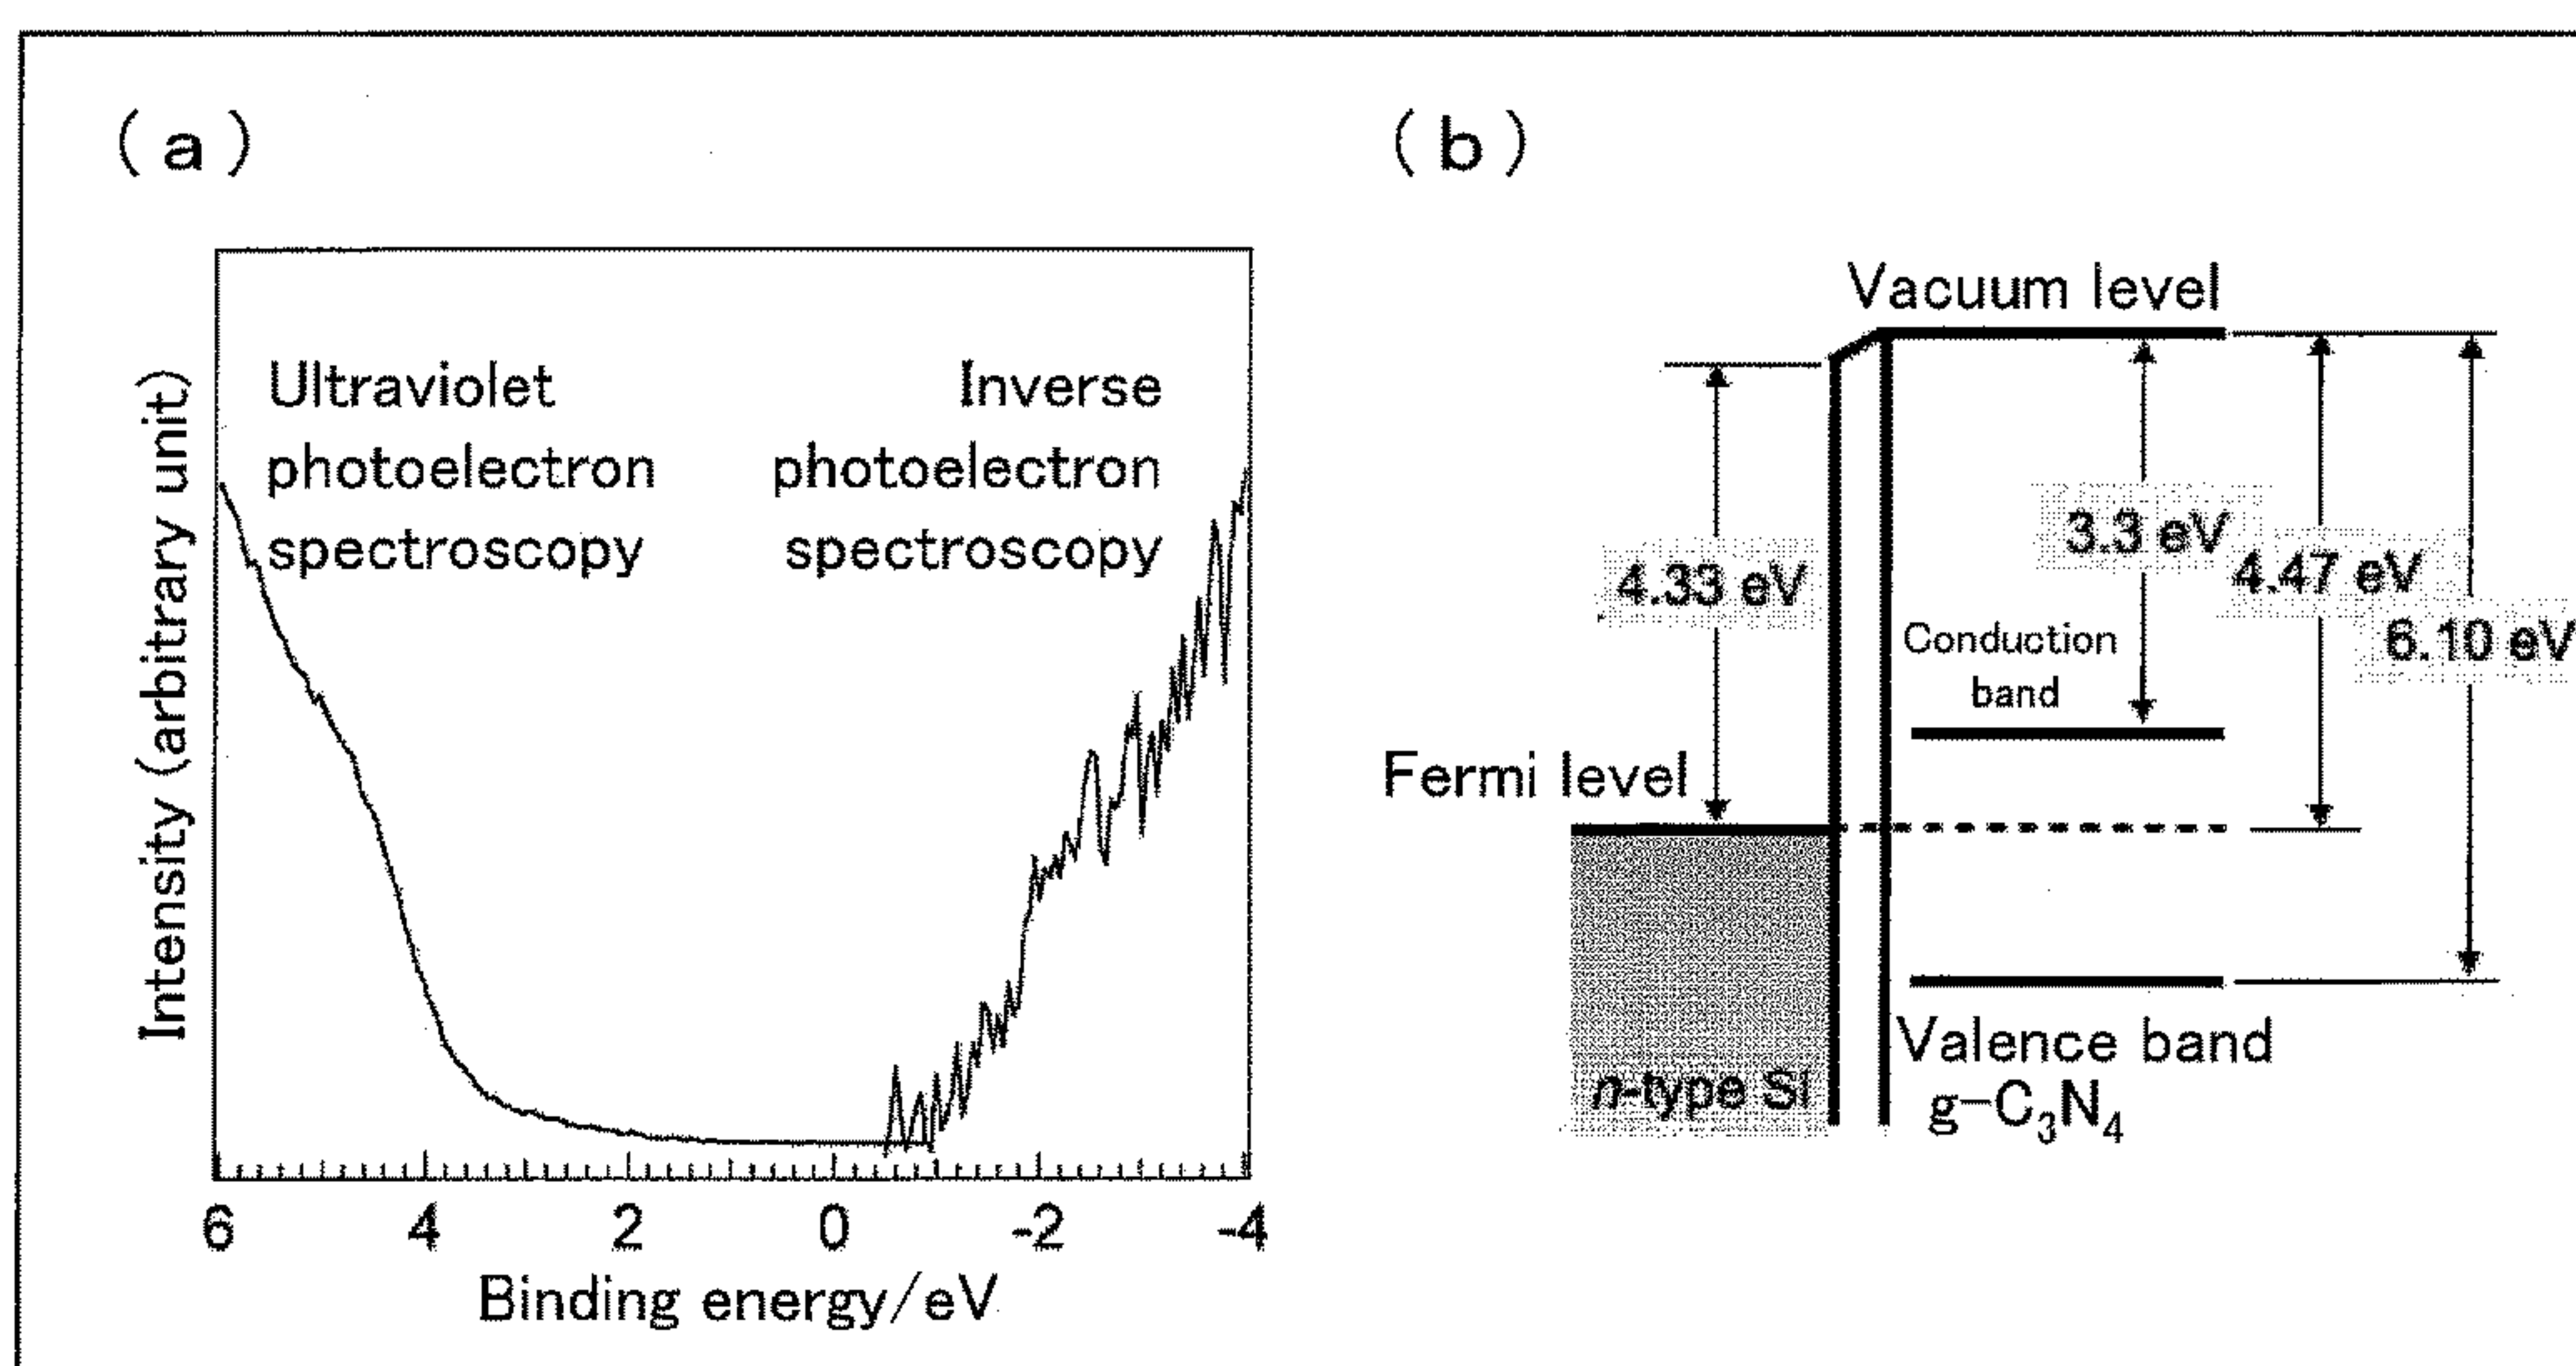 (a)
Ultraviolet
photoelectron
spectroscopy
Inverse
photoelectron
spectroscopy
Intensity (arbitrary unit)
6 4 2 0 -2 -4
Binding energy/eV
(b)
Vacuum level
4.33 eV
3.3 eV
4.47 eV
6.10 eV
Conduction
band
Fermi level
n-type Si
Valence band
g-C₃N₄